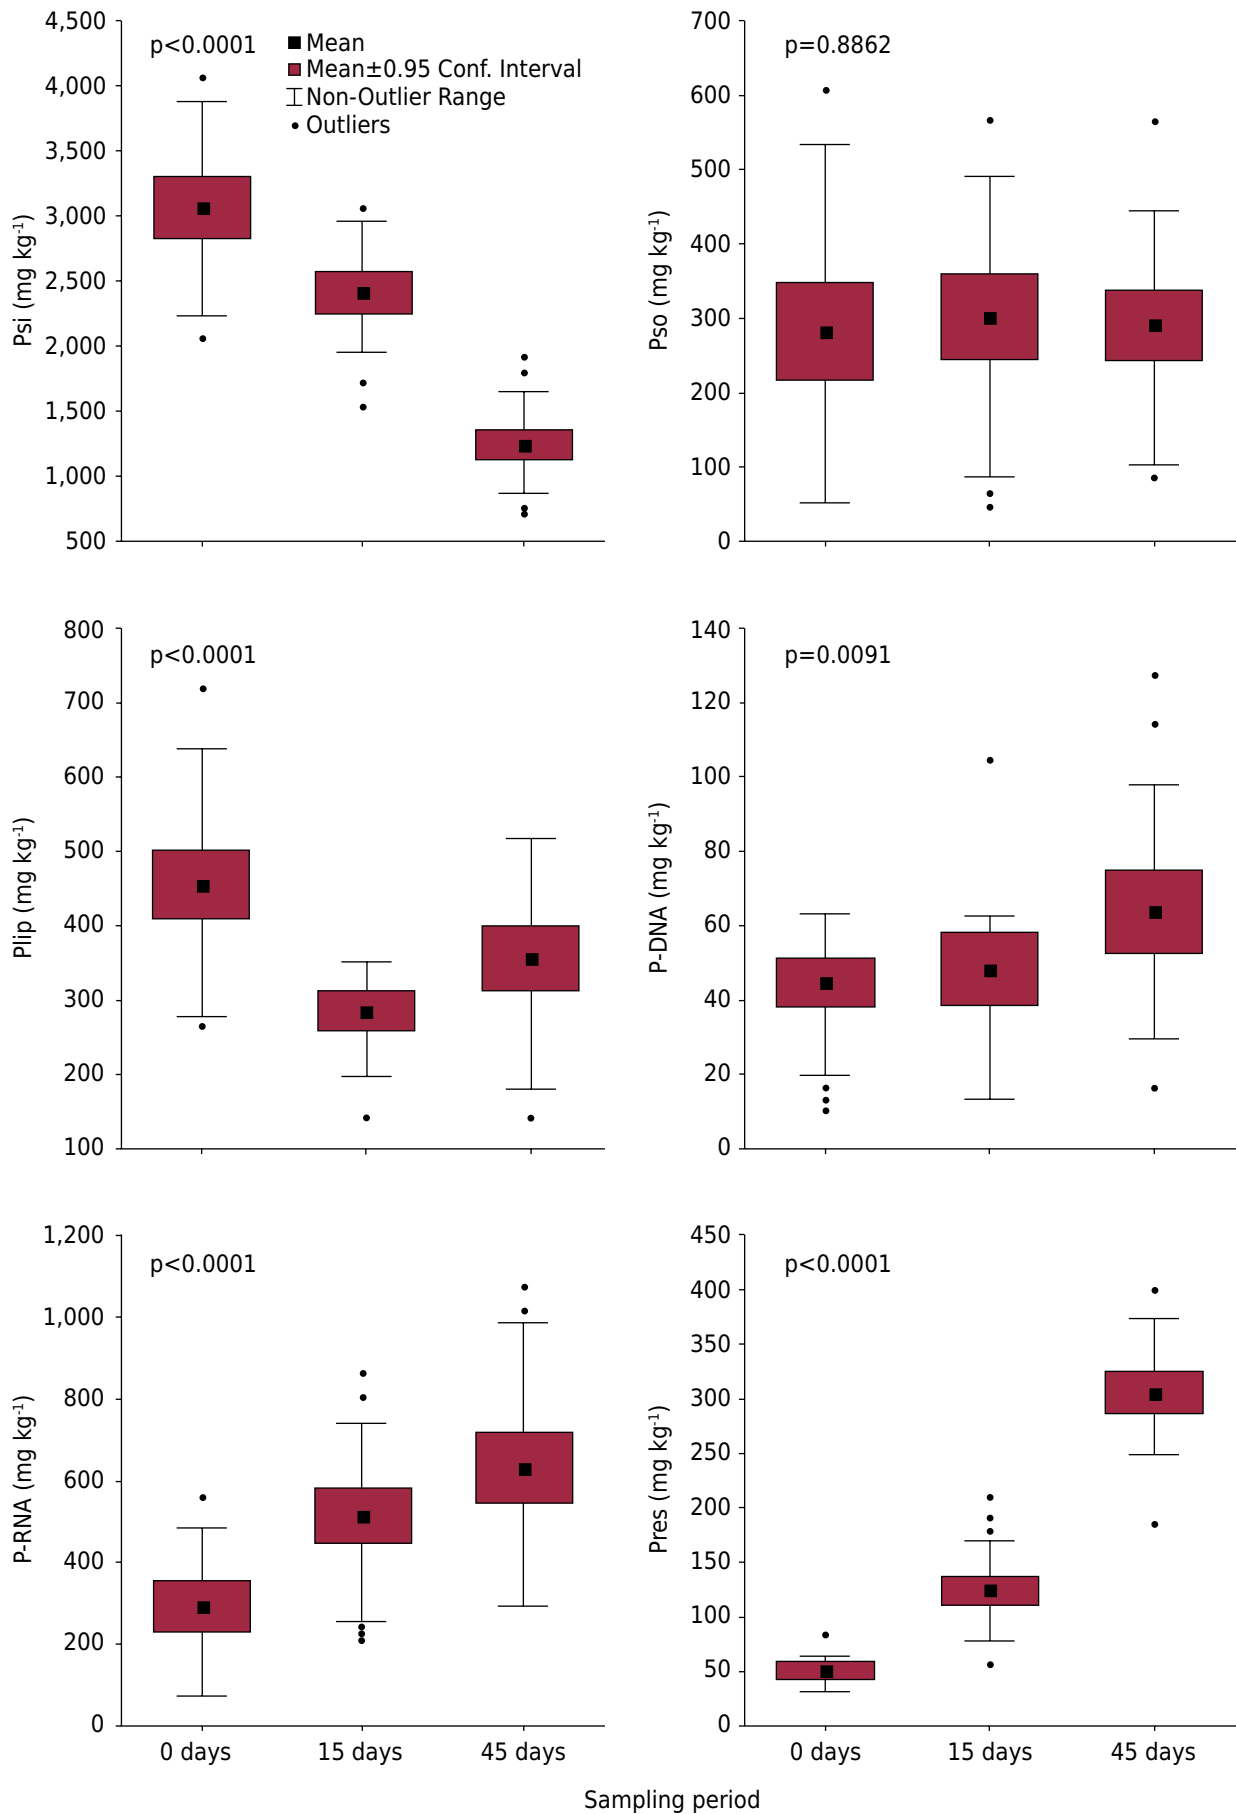 p<0.0001
Mean
Mean±0.95 Conf. Interval
Non-Outlier Range
Outliers
Psi (mg kg⁻¹)
4,500
4,000
3,500
3,000
2,500
2,000
1,500
1,000
500
p=0.8862
Pso (mg kg⁻¹)
700
600
500
400
300
200
100
0
p<0.0001
Plip (mg kg⁻¹)
800
700
600
500
400
300
200
100
p=0.0091
P-DNA (mg kg⁻¹)
140
120
100
80
60
40
20
0
p<0.0001
P-RNA (mg kg⁻¹)
1,200
1,000
800
600
400
200
0
0 days 15 days 45 days
p<0.0001
Pres (mg kg⁻¹)
450
400
350
300
250
200
150
100
50
0
0 days 15 days 45 days
Sampling period